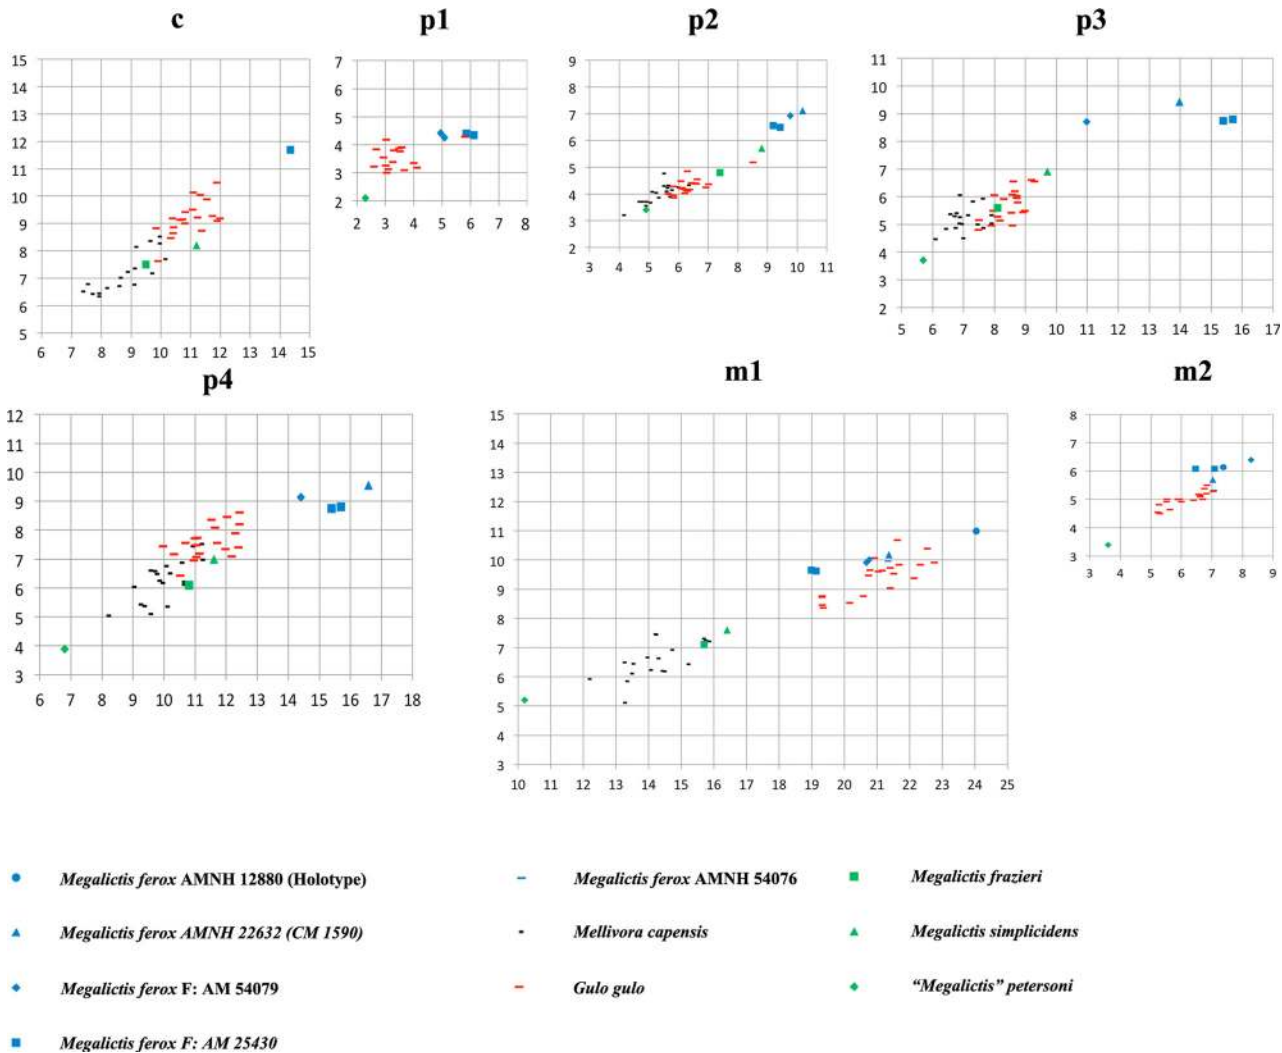 c
p1
p2
p3
15
14
13
12
11
10
9
8
7
6
5
6 7 8 9 10 11 12 13 14 15
7
6
5
4
3
2
2 3 4 5 6 7 8
9
8
7
6
5
4
3
2
3 4 5 6 7 8 9 10 11
11
10
9
8
7
6
5
4
3
2
5 6 7 8 9 10 11 12 13 14 15 16 17
p4
m1
m2
12
11
10
9
8
7
6
5
4
3
6 7 8 9 10 11 12 13 14 15 16 17 18
15
14
13
12
11
10
9
8
7
6
5
4
3
10 11 12 13 14 15 16 17 18 19 20 21 22 23 24 25
8
7
6
5
4
3
3 4 5 6 7 8 9
Megalictis ferox AMNH 12880 (Holotype)
Megalictis ferox AMNH 54076
Megalictis frazieri
Megalictis ferox AMNH 22632 (CM 1590)
Mellivora capensis
Megalictis simplicidens
Megalictis ferox F: AM 54079
Gulo gulo
“Megalictis” petersoni
Megalictis ferox F: AM 25430